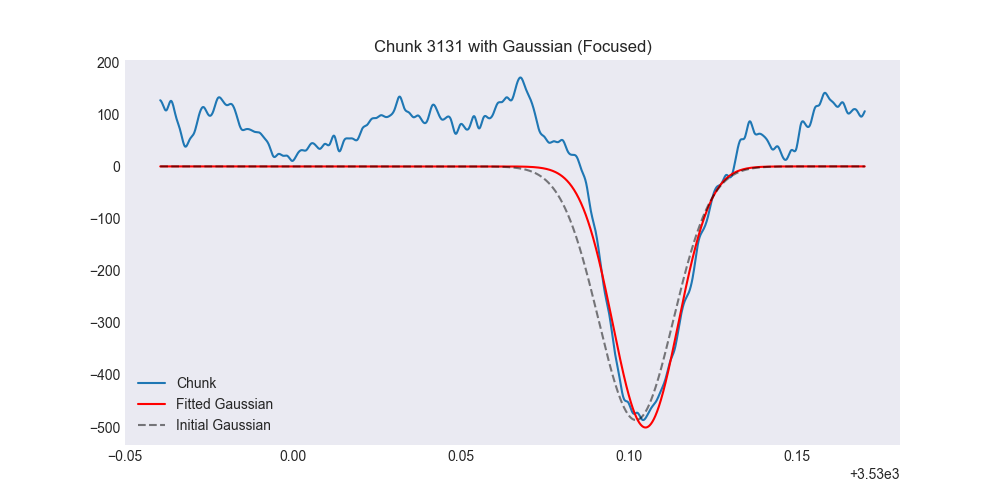 Chunk 3131 with Gaussian (Focused)
200
100
0
−100
−200
−300
−400
−500
Chunk
Fitted Gaussian
Initial Gaussian
−0.05 0.00 0.05 0.10 0.15
+3.53e3